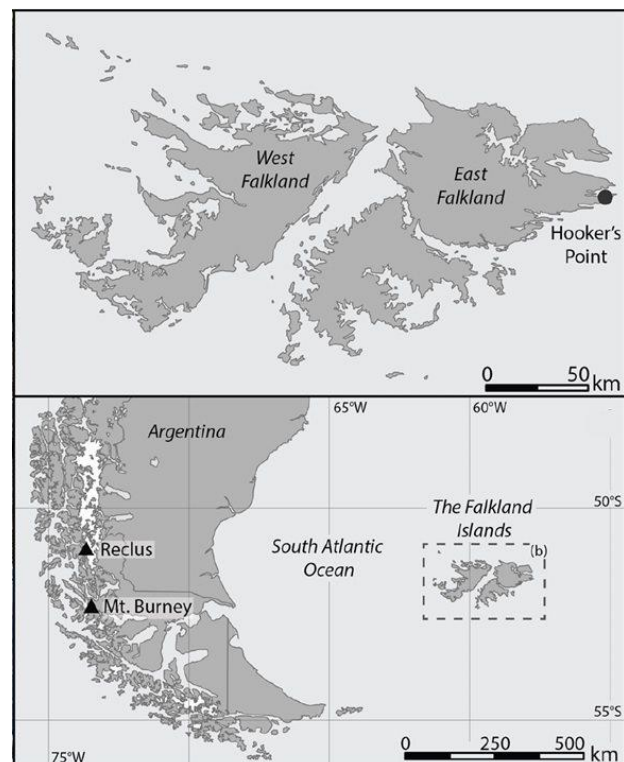 West
Falkland
East
Falkland
Hooker's
Point
0 50
km
65°W 60°W
Argentina
50°S
The Falkland
Islands
(b)
Reclus
South Atlantic
Ocean
Mt. Burney
55°S
75°W
0 250 500
km